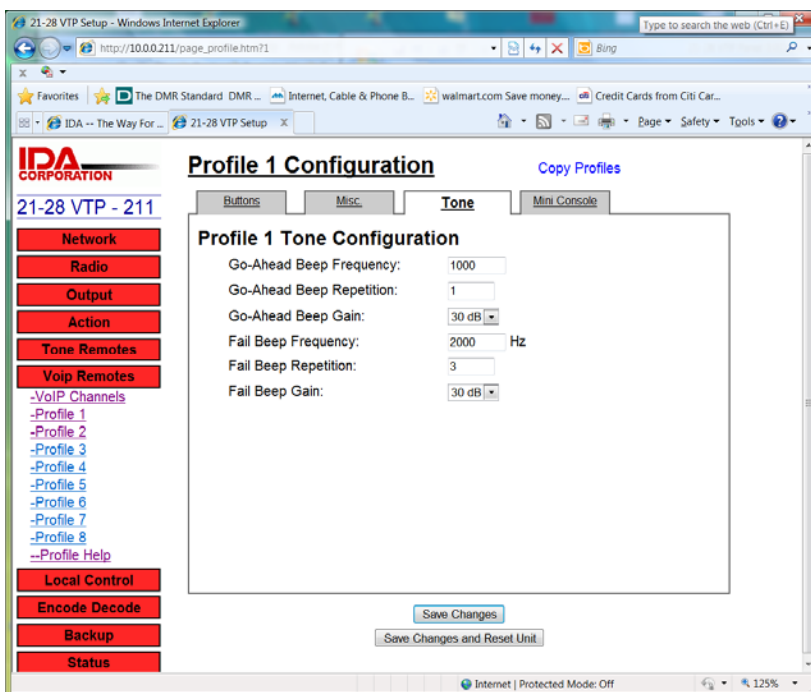 21-28 VTP Setup - Windows Internet Explorer
Type to search the web (Ctrl+E)
http://10.0.0.211/page_profile.htm?1
Bing
x
Favorites The DMR Standard DMR ... Internet, Cable & Phone B... walmart.com Save money.... Credit Cards from Citi Car...
IDA -- The Way For ... 21-28 VTP Setup X Page Safety Tools
IDA
CORPORATION
21-28 VTP - 211
Network
Radio
Output
Action
Tone Remotes
Voip Remotes
-VoIP Channels
-Profile 1
-Profile 2
-Profile 3
-Profile 4
-Profile 5
-Profile 6
-Profile 7
-Profile 8
--Profile Help
Local Control
Encode Decode
Backup
Status
Profile 1 Configuration
Copy Profiles
Buttons Misc. Tone Mini Console
Profile 1 Tone Configuration
Go-Ahead Beep Frequency: 1000
Go-Ahead Beep Repetition: 1
Go-Ahead Beep Gain: 30 dB
Fail Beep Frequency: 2000 Hz
Fail Beep Repetition: 3
Fail Beep Gain: 30 dB
Save Changes
Save Changes and Reset Unit
Internet | Protected Mode: Off
125%